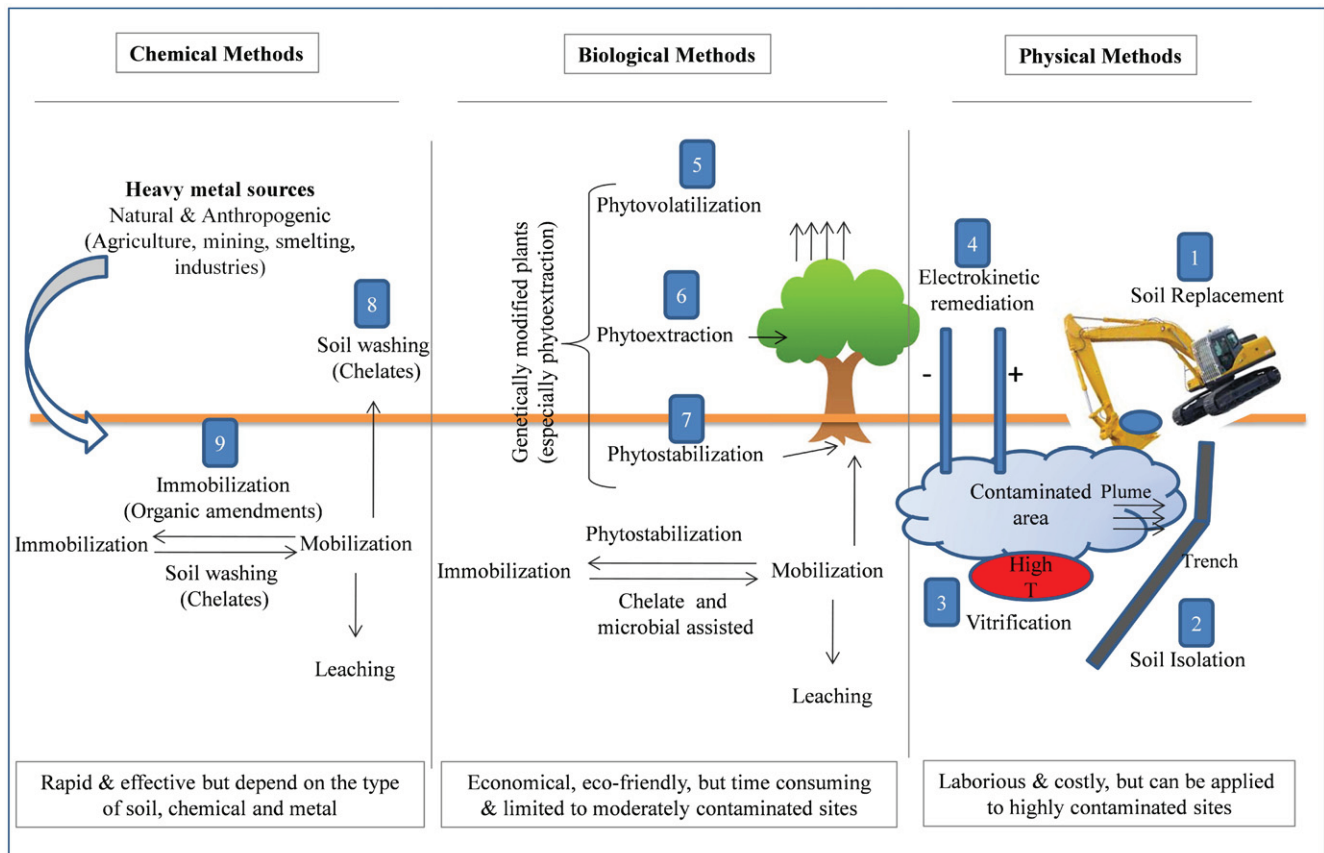 Chemical Methods
Heavy metal sources
Natural & Anthropogenic
(Agriculture, mining, smelting,
industries)
8
Soil washing
(Chelates)
9
Immobilization
(Organic amendments)
Immobilization
Mobilization
Soil washing
(Chelates)
Leaching
Rapid & effective but depend on the type
of soil, chemical and metal
Biological Methods
Genetically modified plants
(especially phytoextraction)
5
Phytovolatilization
6
Phytoextraction
7
Phytostabilization
Phytostabilization
Immobilization
Mobilization
Chelate and
microbial assisted
Leaching
Economical, eco-friendly, but time consuming
& limited to moderately contaminated sites
Physical Methods
4
Electrokinetic
remediation
-
+
1
Soil Replacement
Contaminated
area
Plume
High
T
3
Vitrification
Trench
2
Soil Isolation
Laborious & costly, but can be applied
to highly contaminated sites